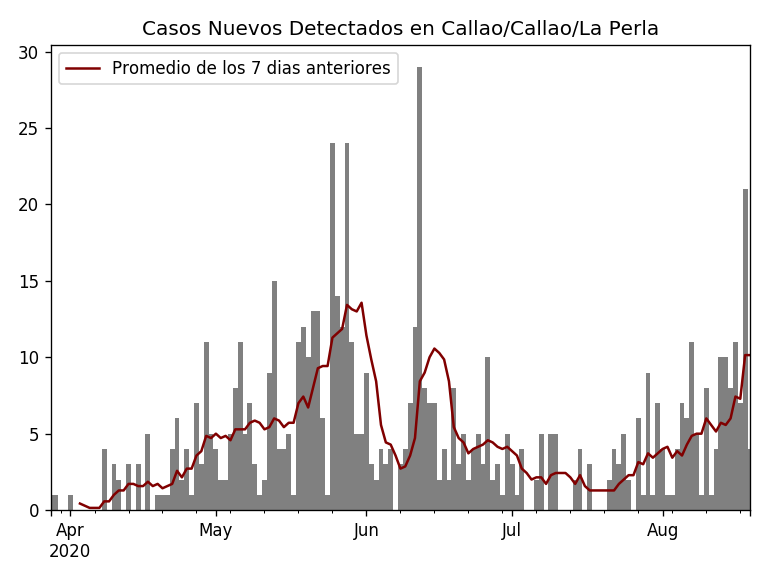 Casos Nuevos Detectados en Callao/Callao/La Perla
Promedio de los 7 dias anteriores
30
25
20
15
10
5
0
Apr May Jun Jul Aug
2020